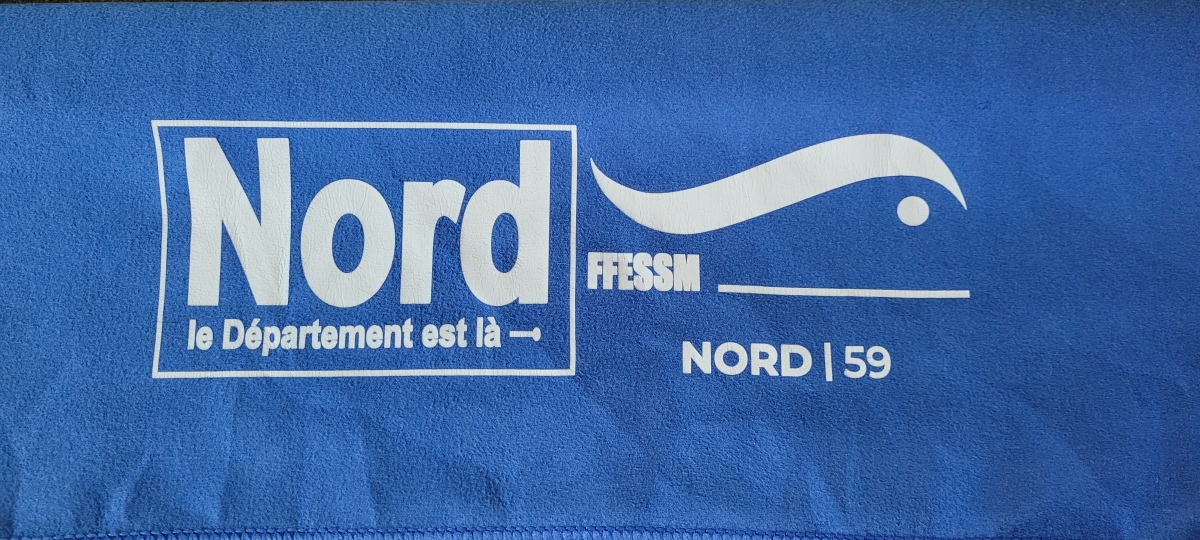 Nord
le Département est là
FFESSM
NORD | 59